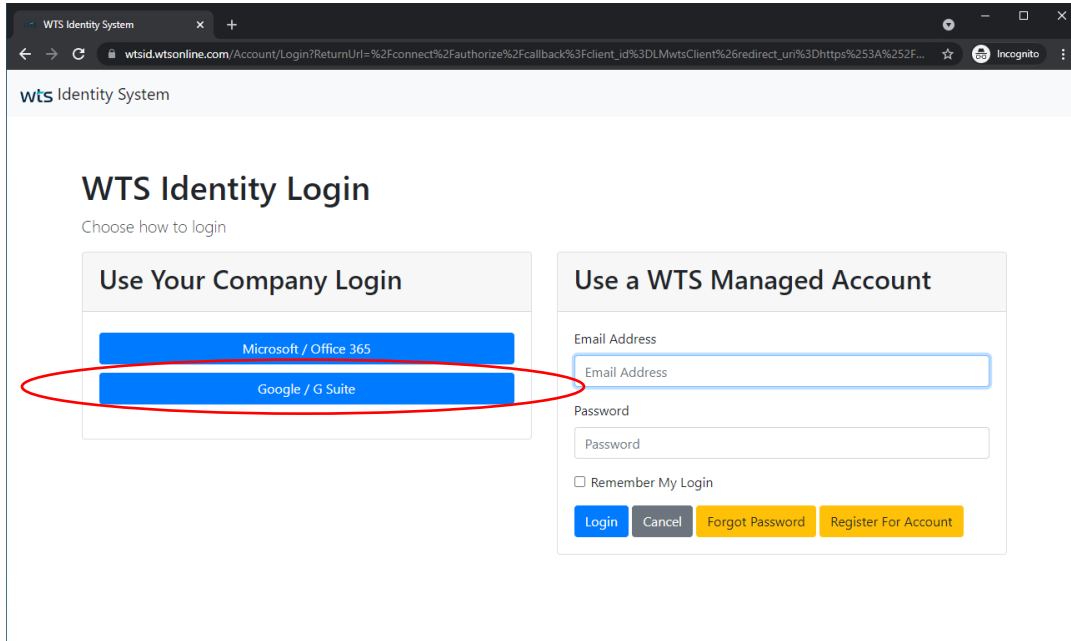 WTS Identity System
Incognito
wtsid.wtsonline.com/Account/Login?ReturnUrl=%2Fconnect%2Fauthorize%2Fcallback%3Fclient_id%3DLMwtsClient%26redirect_uri%3Dhttps%253A%252F...
wts Identity System
WTS Identity Login
Choose how to login
Use Your Company Login
Microsoft / Office 365
Google / G Suite
Use a WTS Managed Account
Email Address
Email Address
Password
Password
Remember My Login
Login Cancel Forgot Password Register For Account